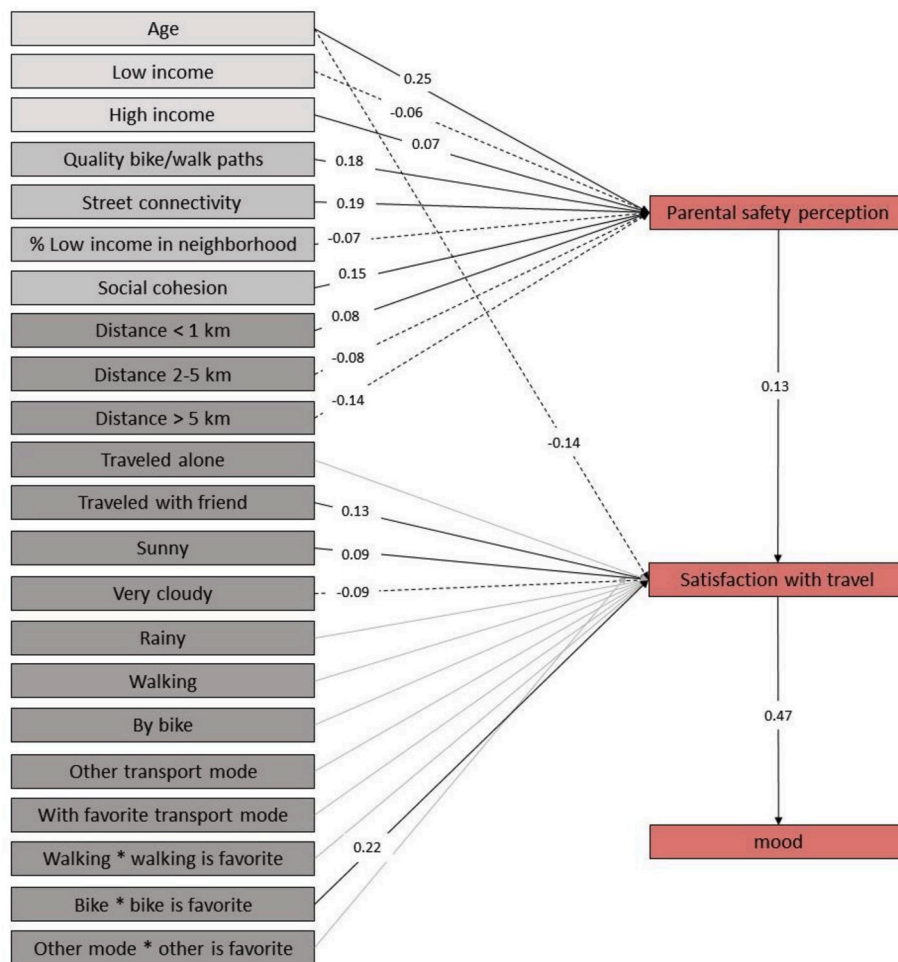 Age
Low income
High income
Quality bike/walk paths
Street connectivity
% Low income in neighborhood
Social cohesion
Distance < 1 km
Distance 2-5 km
Distance > 5 km
Traveled alone
Traveled with friend
Sunny
Very cloudy
Rainy
Walking
By bike
Other transport mode
With favorite transport mode
Walking * walking is favorite
Bike * bike is favorite
Other mode * other is favorite
0.25
-0.06
0.07
0.18
0.19
-0.07
0.15
0.08
-0.08
-0.14
-0.14
0.13
0.09
-0.09
0.22
Parental safety perception
0.13
Satisfaction with travel
0.47
mood